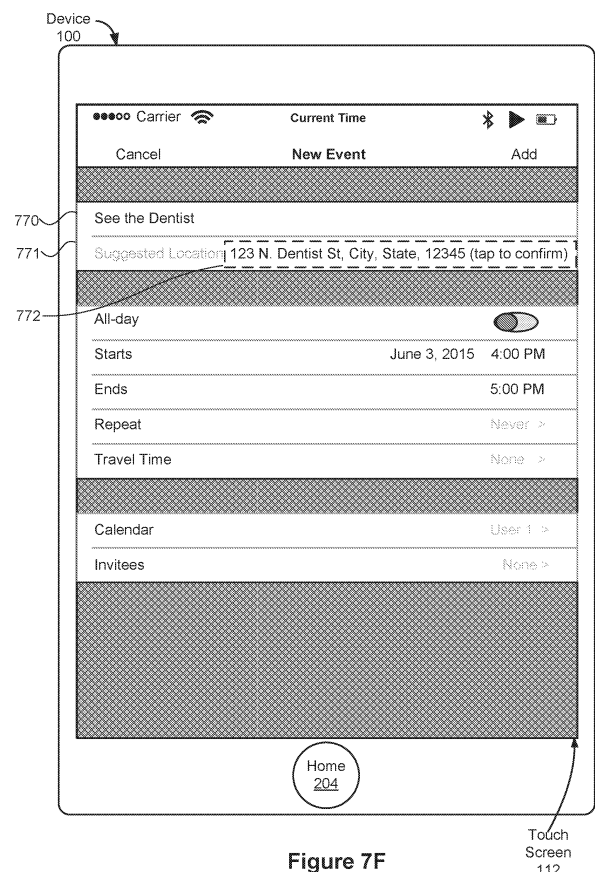 Device
100
Carrier Current Time
Cancel New Event Add
770 See the Dentist
771 Suggested Location 123 N. Dentist St, City, State, 12345 (tap to confirm)
772
All-day
Starts June 3, 2015 4:00 PM
Ends 5:00 PM
Repeat Never >
Travel Time None >
Calendar User 1 >
Invitees None >
Home
204
Touch
Screen
112
Figure 7F